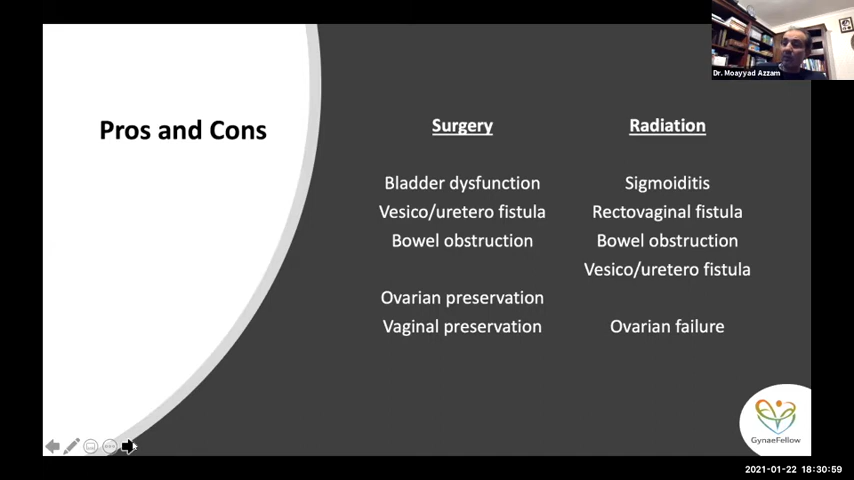 Dr. Moayyad Azzam
Pros and Cons
Surgery
Bladder dysfunction
Vesico/uretero fistula
Bowel obstruction
Ovarian preservation
Vaginal preservation
Radiation
Sigmoiditis
Rectovaginal fistula
Bowel obstruction
Vesico/uretero fistula
Ovarian failure
GynaeFellow
2021-01-22 18:30:59